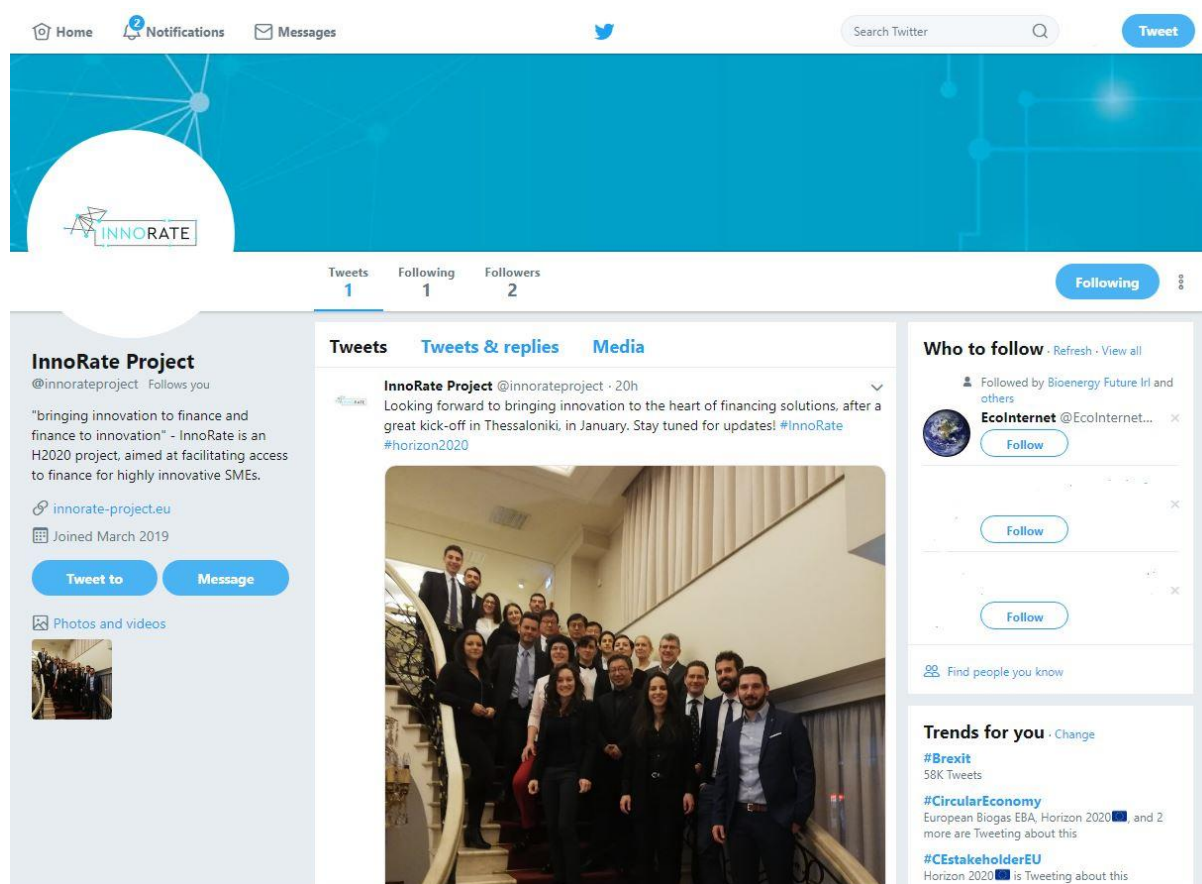 Home
2
Notifications
Messages
Search Twitter
Tweet
INNORATE
Tweets
1
Following
1
Followers
2
Following
InnoRate Project
@innorateproject Follows you
"bringing innovation to finance and
finance to innovation" - InnoRate is an
H2020 project, aimed at facilitating access
to finance for highly innovative SMEs.
innorate-project.eu
Joined March 2019
Tweet to
Message
Photos and videos
Tweets
Tweets & replies
Media
InnoRate Project @innorateproject · 20h
Looking forward to bringing innovation to the heart of financing solutions, after a
great kick-off in Thessaloniki, in January. Stay tuned for updates! #InnoRate
#horizon2020
Who to follow · Refresh · View all
Followed by Bioenergy Future Irl and
others
EcoInternet @EcoInternet...
Follow
Follow
Follow
Find people you know
Trends for you · Change
#Brexit
58K Tweets
#CircularEconomy
European Biogas EBA, Horizon 2020🇪🇺, and 2
more are Tweeting about this
#CEstakeholderEU
Horizon 2020🇪🇺 is Tweeting about this